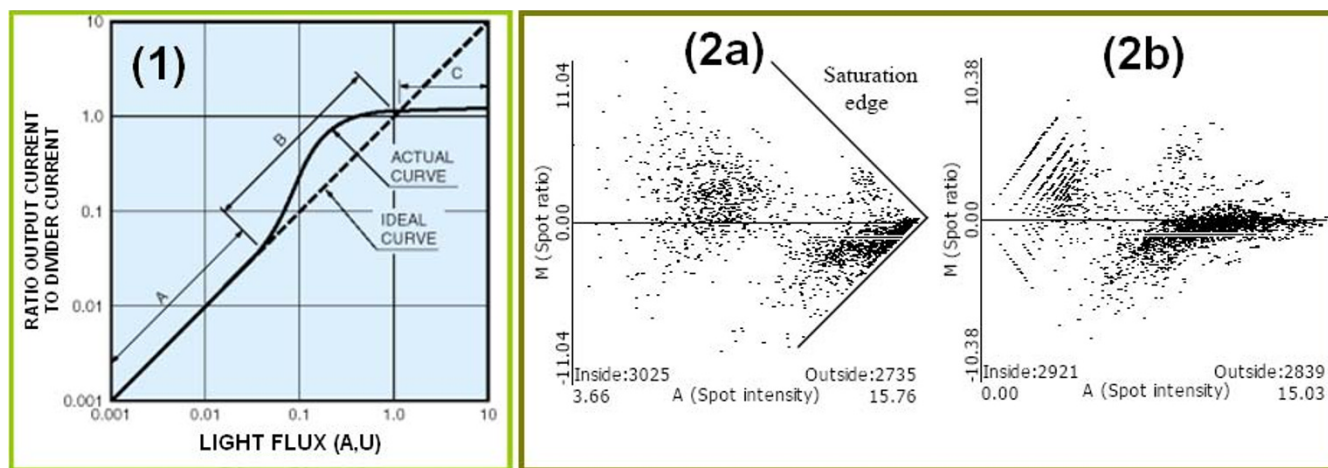 (1)
RATIO OUTPUT CURRENT
TO DIVIDER CURRENT
10
1.0
0.1
0.01
0.001
A
B
C
ACTUAL
CURVE
IDEAL
CURVE
0.001
0.01
0.1
1.0
10
LIGHT FLUX (A,U)
(2a)
Saturation
edge
M (Spot ratio)
11.04
0.00
-11.04
Inside:3025
Outside:2735
3.66
A (Spot intensity)
15.76
(2b)
M (Spot ratio)
10.38
0.00
-10.38
Inside:2921
Outside:2839
0.00
A (Spot intensity)
15.03